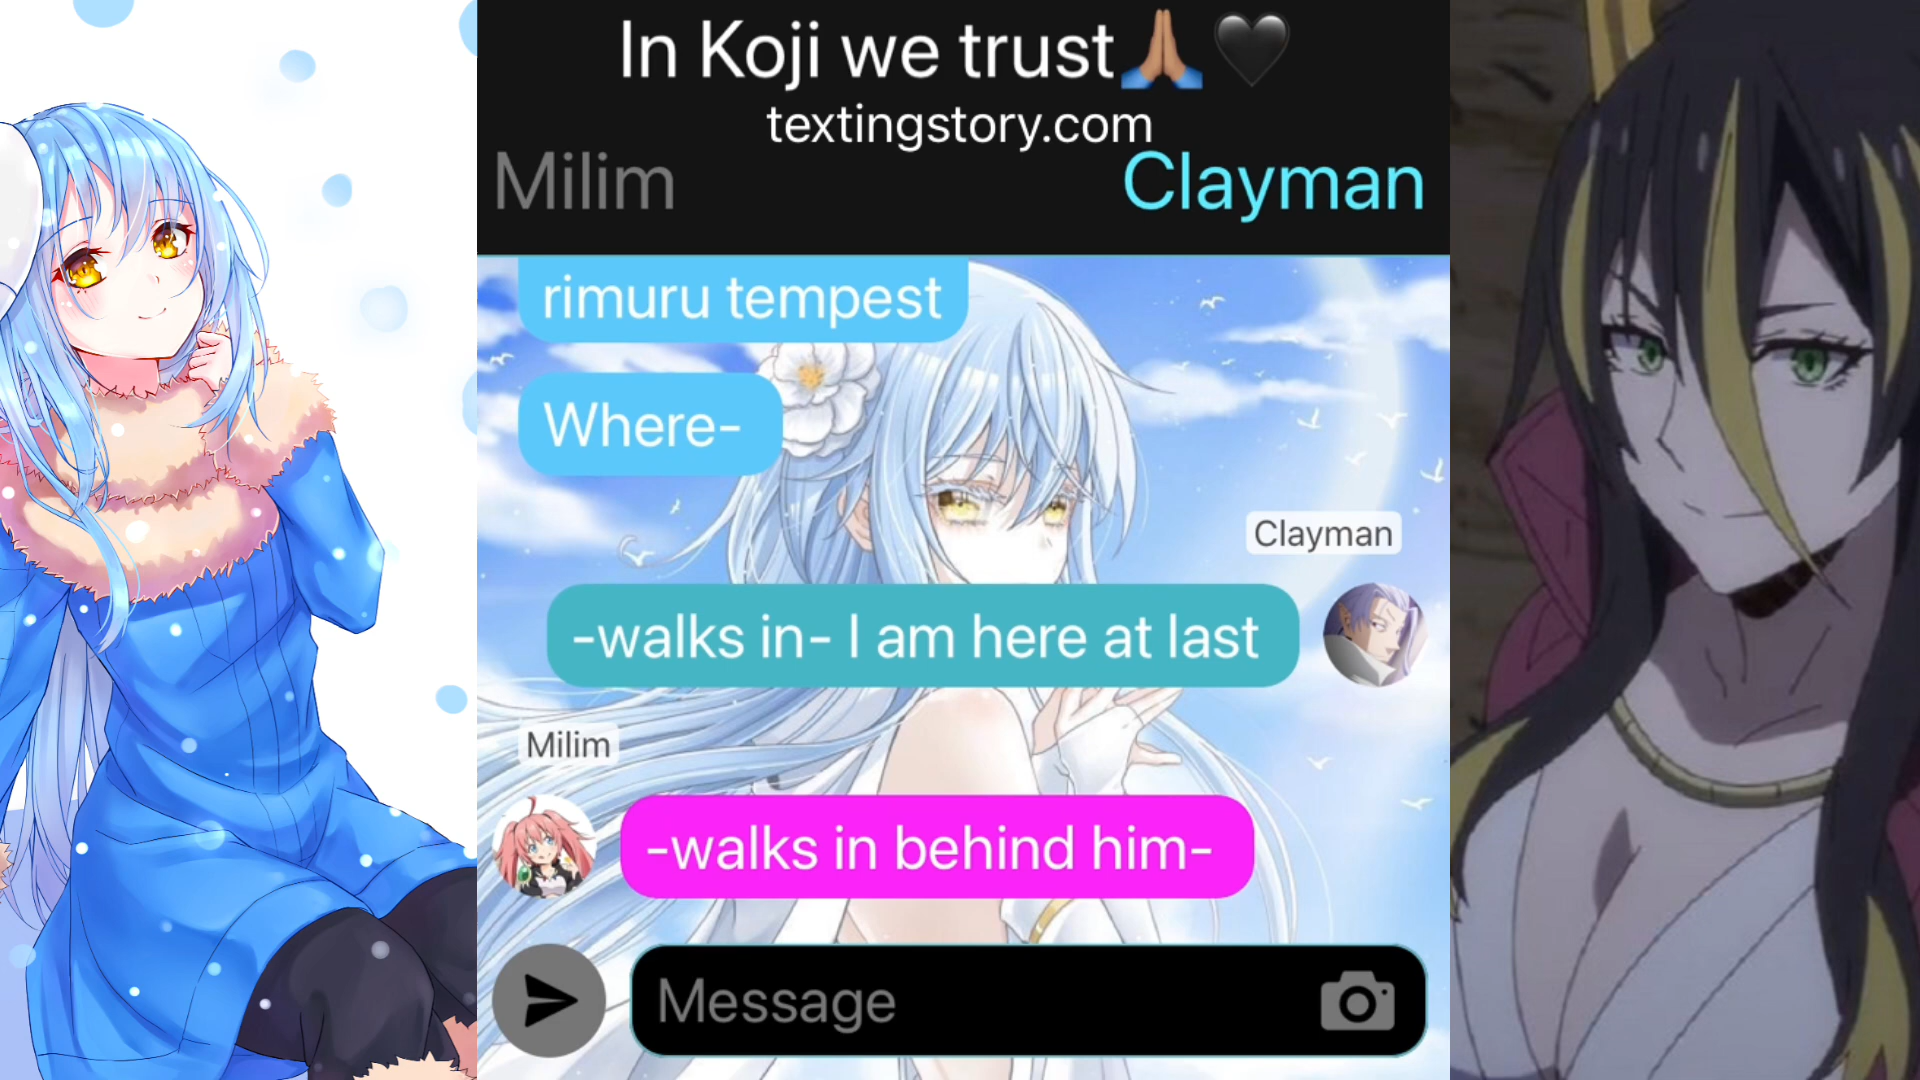 In Koji we trust🙏🏽🖤
textingstory.com
Milim
Clayman
rimuru tempest
Where-
Clayman
-walks in- I am here at last
Milim
-walks in behind him-
Message